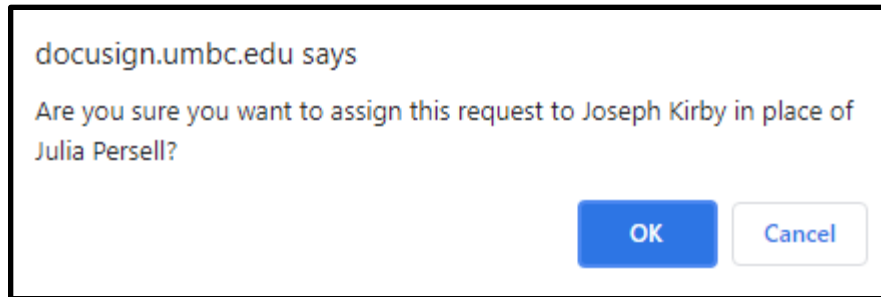 docusign.umbc.edu says
Are you sure you want to assign this request to Joseph Kirby in place of
Julia Persell?
OK Cancel